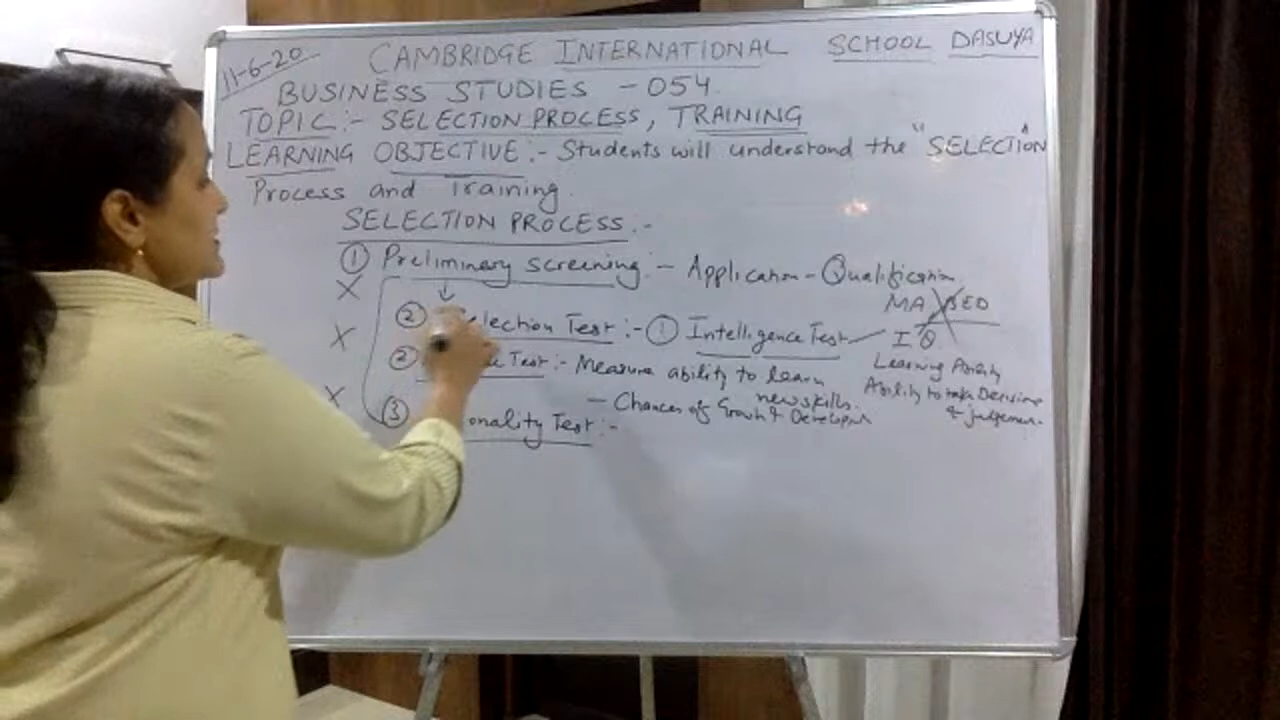 11-6-20
CAMBRIDGE INTERNATIONAL SCHOOL DASUYA
BUSINESS STUDIES - 054.
TOPIC:- SELECTION PROCESS, TRAINING
LEARNING OBJECTIVE:- Students will understand the "SELECTION"
Process and Training.
SELECTION PROCESS:-
① Preliminary Screening:- Application - Qualification
MA BED
② Selection Test:- ① Intelligence Test
IQ
Learning Ability
Ability to take Decision
& judgement.
② Test:- Measure ability to learn
new skills.
- Chances of Growth & Development
③ onality Test:-